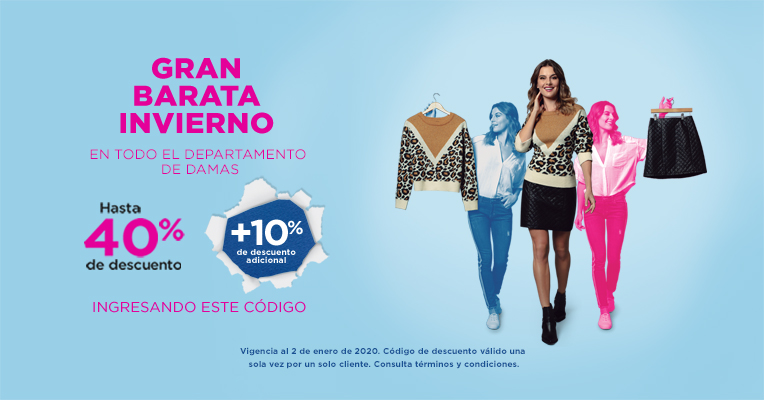 GRAN
BARATA
INVIERNO
EN TODO EL DEPARTAMENTO
DE DAMAS
Hasta
40%
de descuento
+10%
de descuento
adicional
INGRESANDO ESTE CÓDIGO
Vigencia al 2 de enero de 2020. Código de descuento válido una
sola vez por un solo cliente. Consulta términos y condiciones.